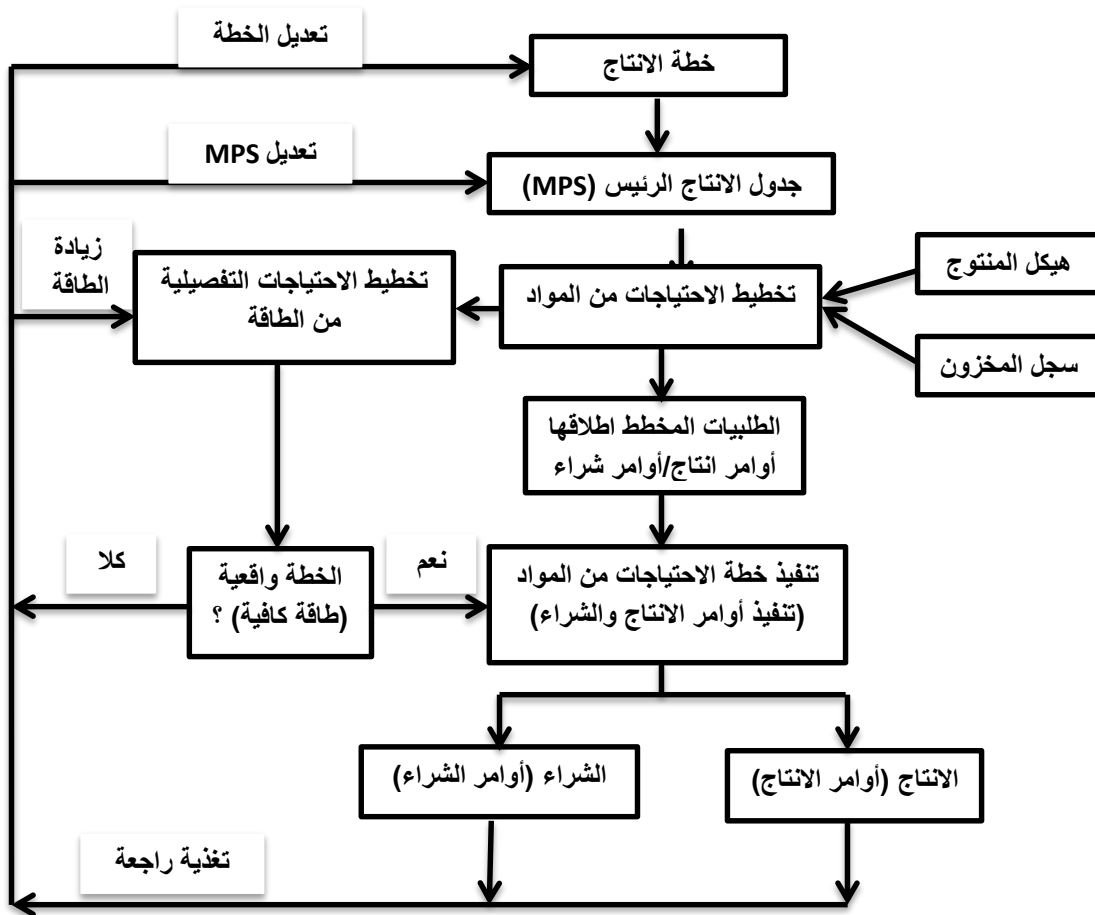 تعديل الخطة
خطة الانتاج
تعديل MPS
جدول الانتاج الرئيس (MPS)
زيادة
الطاقة
تخطيط الاحتياجات التفصيلية
من الطاقة
تخطيط الاحتياجات من المواد
هيكل المنتوج
سجل المخزون
الطلبيات المخطط اطلاقها
أوامر انتاج/أوامر شراء
كلا
الخطة واقعية
(طاقة كافية) ؟
نعم
تنفيذ خطة الاحتياجات من المواد
(تنفيذ أوامر الانتاج والشراء)
الشراء (أوامر الشراء)
الانتاج (أوامر الانتاج)
تغذية راجعة